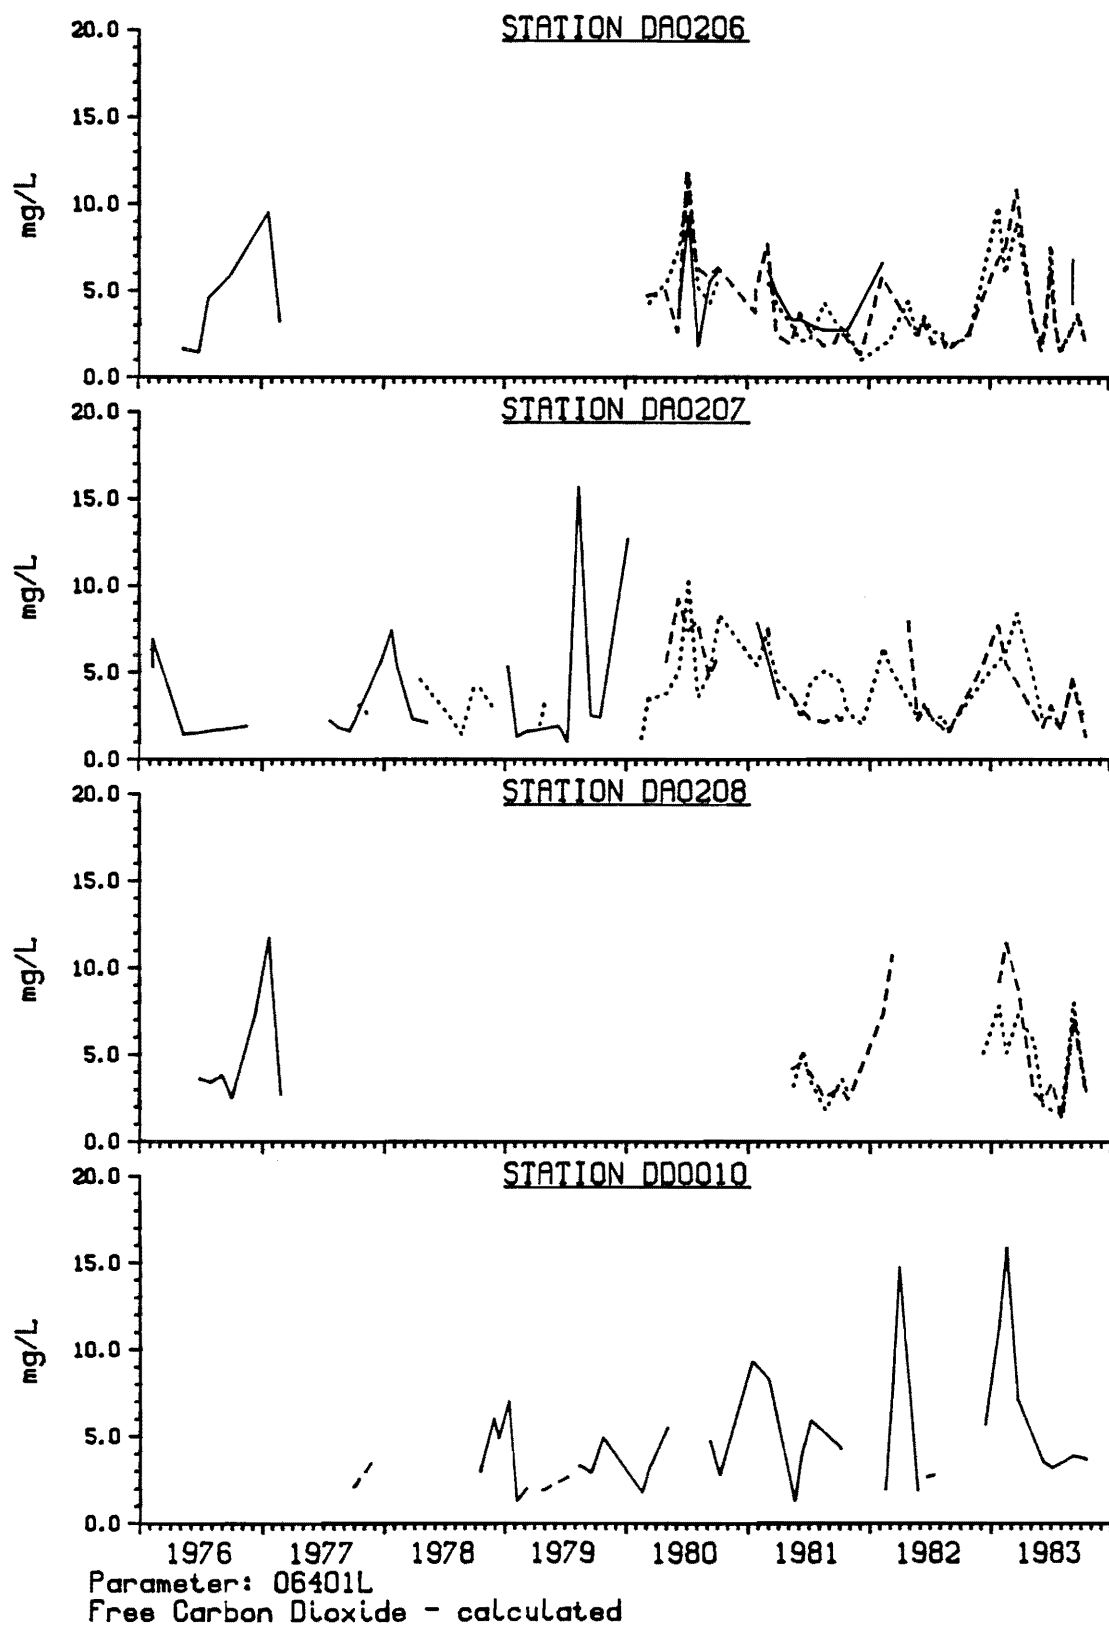 STATION DA0206
20.0
15.0
10.0
5.0
0.0
mg/L
STATION DA0207
20.0
15.0
10.0
5.0
0.0
mg/L
STATION DA0208
20.0
15.0
10.0
5.0
0.0
mg/L
STATION DD0010
20.0
15.0
10.0
5.0
0.0
mg/L
1976 1977 1978 1979 1980 1981 1982 1983
Parameter: 06401L
Free Carbon Dioxide - calculated